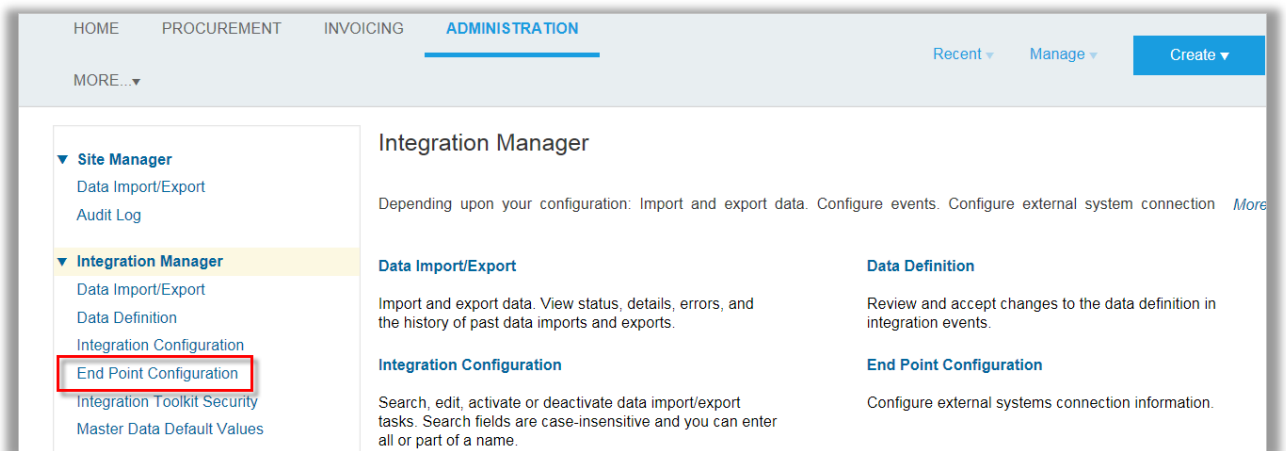 HOME PROCUREMENT INVOICING ADMINISTRATION
Recent Manage Create
MORE...
Site Manager
Data Import/Export
Audit Log
Integration Manager
Data Import/Export
Data Definition
Integration Configuration
End Point Configuration
Integration Toolkit Security
Master Data Default Values
Integration Manager
Depending upon your configuration: Import and export data. Configure events. Configure external system connection More
Data Import/Export
Import and export data. View status, details, errors, and
the history of past data imports and exports.
Data Definition
Review and accept changes to the data definition in
integration events.
Integration Configuration
Search, edit, activate or deactivate data import/export
tasks. Search fields are case-insensitive and you can enter
all or part of a name.
End Point Configuration
Configure external systems connection information.